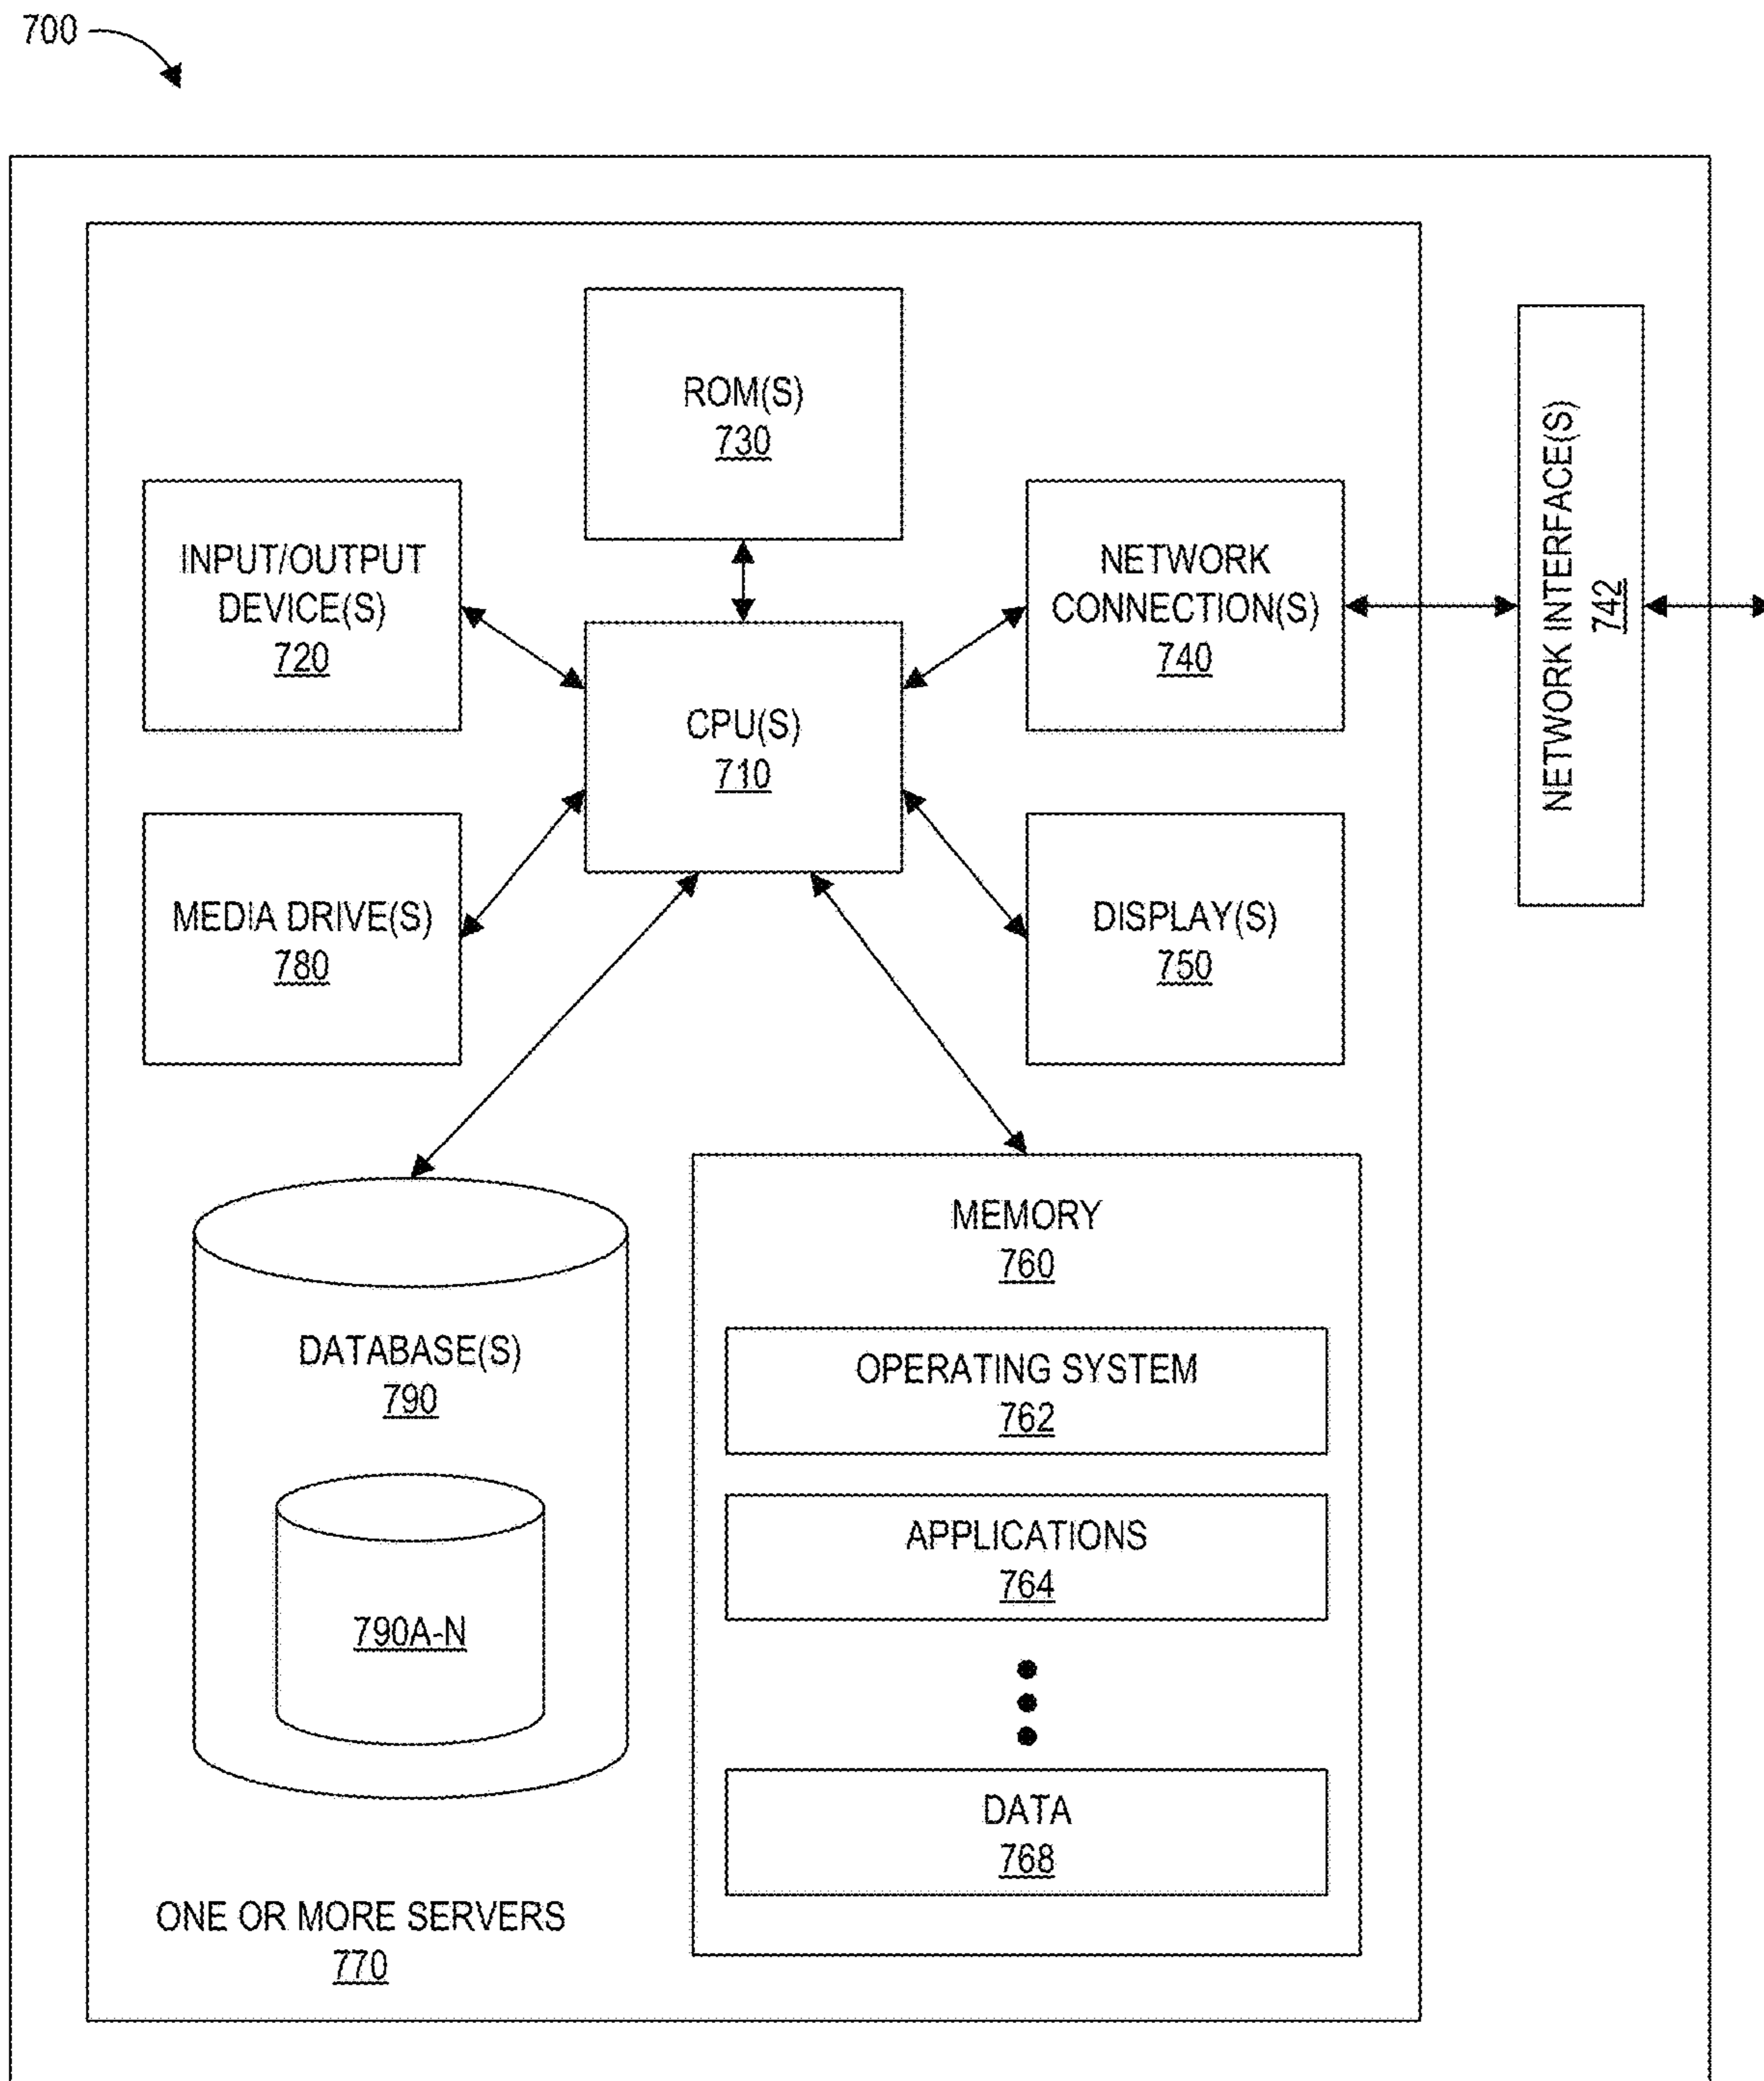 700
ROM(S)
730
INPUT/OUTPUT
DEVICE(S)
720
NETWORK
CONNECTION(S)
740
NETWORK INTERFACE(S)
742
CPU(S)
710
MEDIA DRIVE(S)
780
DISPLAY(S)
750
MEMORY
760
DATABASE(S)
790
790A-N
OPERATING SYSTEM
762
APPLICATIONS
764
DATA
768
ONE OR MORE SERVERS
770